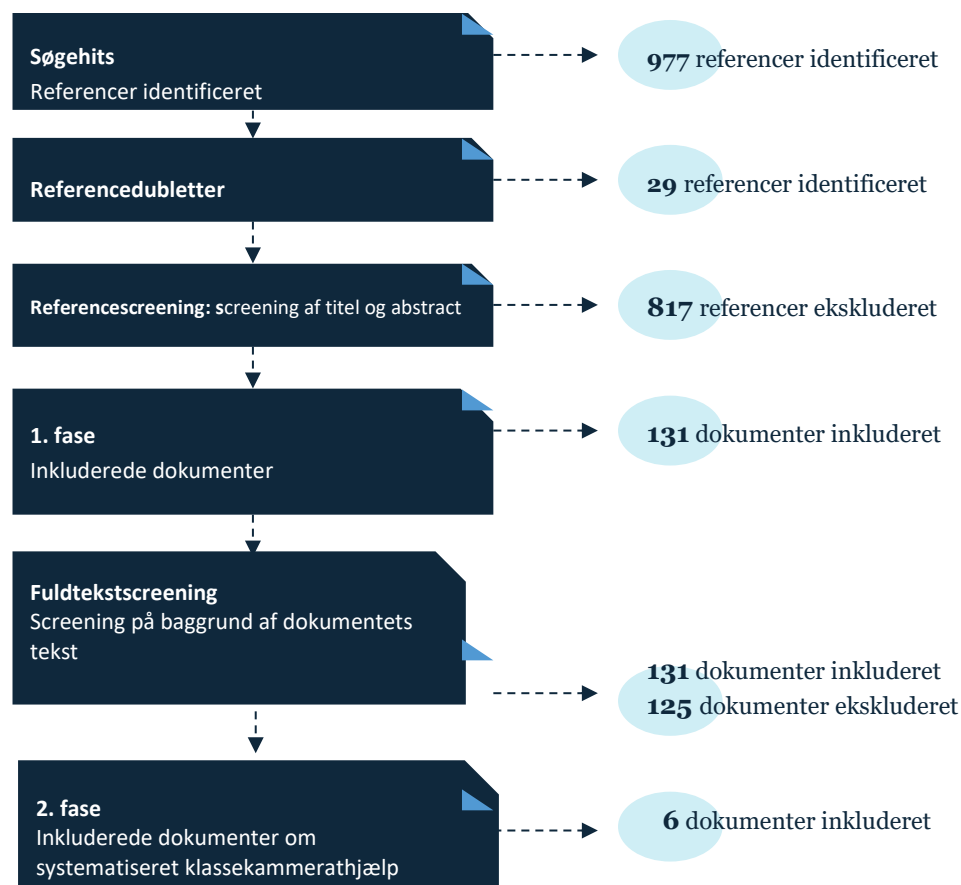 Søgehits
Referencer identificeret
977 referencer identificeret
Referencedubletter
29 referencer identificeret
Referencescreening: screening af titel og abstract
817 referencer ekskluderet
1. fase
Inkluderede dokumenter
131 dokumenter inkluderet
Fuldtekstscreening
Screening på baggrund af dokumentets
tekst
131 dokumenter inkluderet
125 dokumenter ekskluderet
2. fase
Inkluderede dokumenter om
systematiseret klassekammerathjælp
6 dokumenter inkluderet